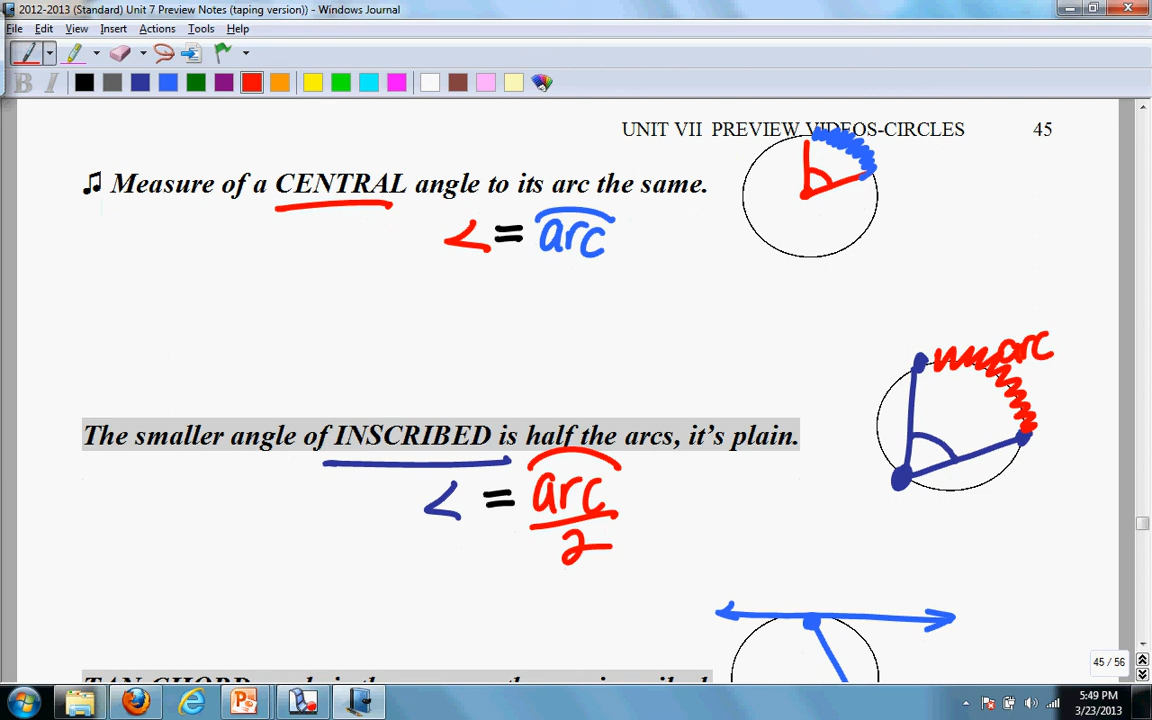 2012-2013 (Standard) Unit 7 Preview Notes (taping version)) - Windows Journal
File Edit View Insert Actions Tools Help
B I
UNIT VII PREVIEW VIDEOS-CIRCLES 45
♫ Measure of a CENTRAL angle to its arc the same.
∠ = arc
arc
The smaller angle of INSCRIBED is half the arcs, it's plain.
∠ = arc
2
TAN-CHORD
45 / 56
5:49 PM
3/23/2013